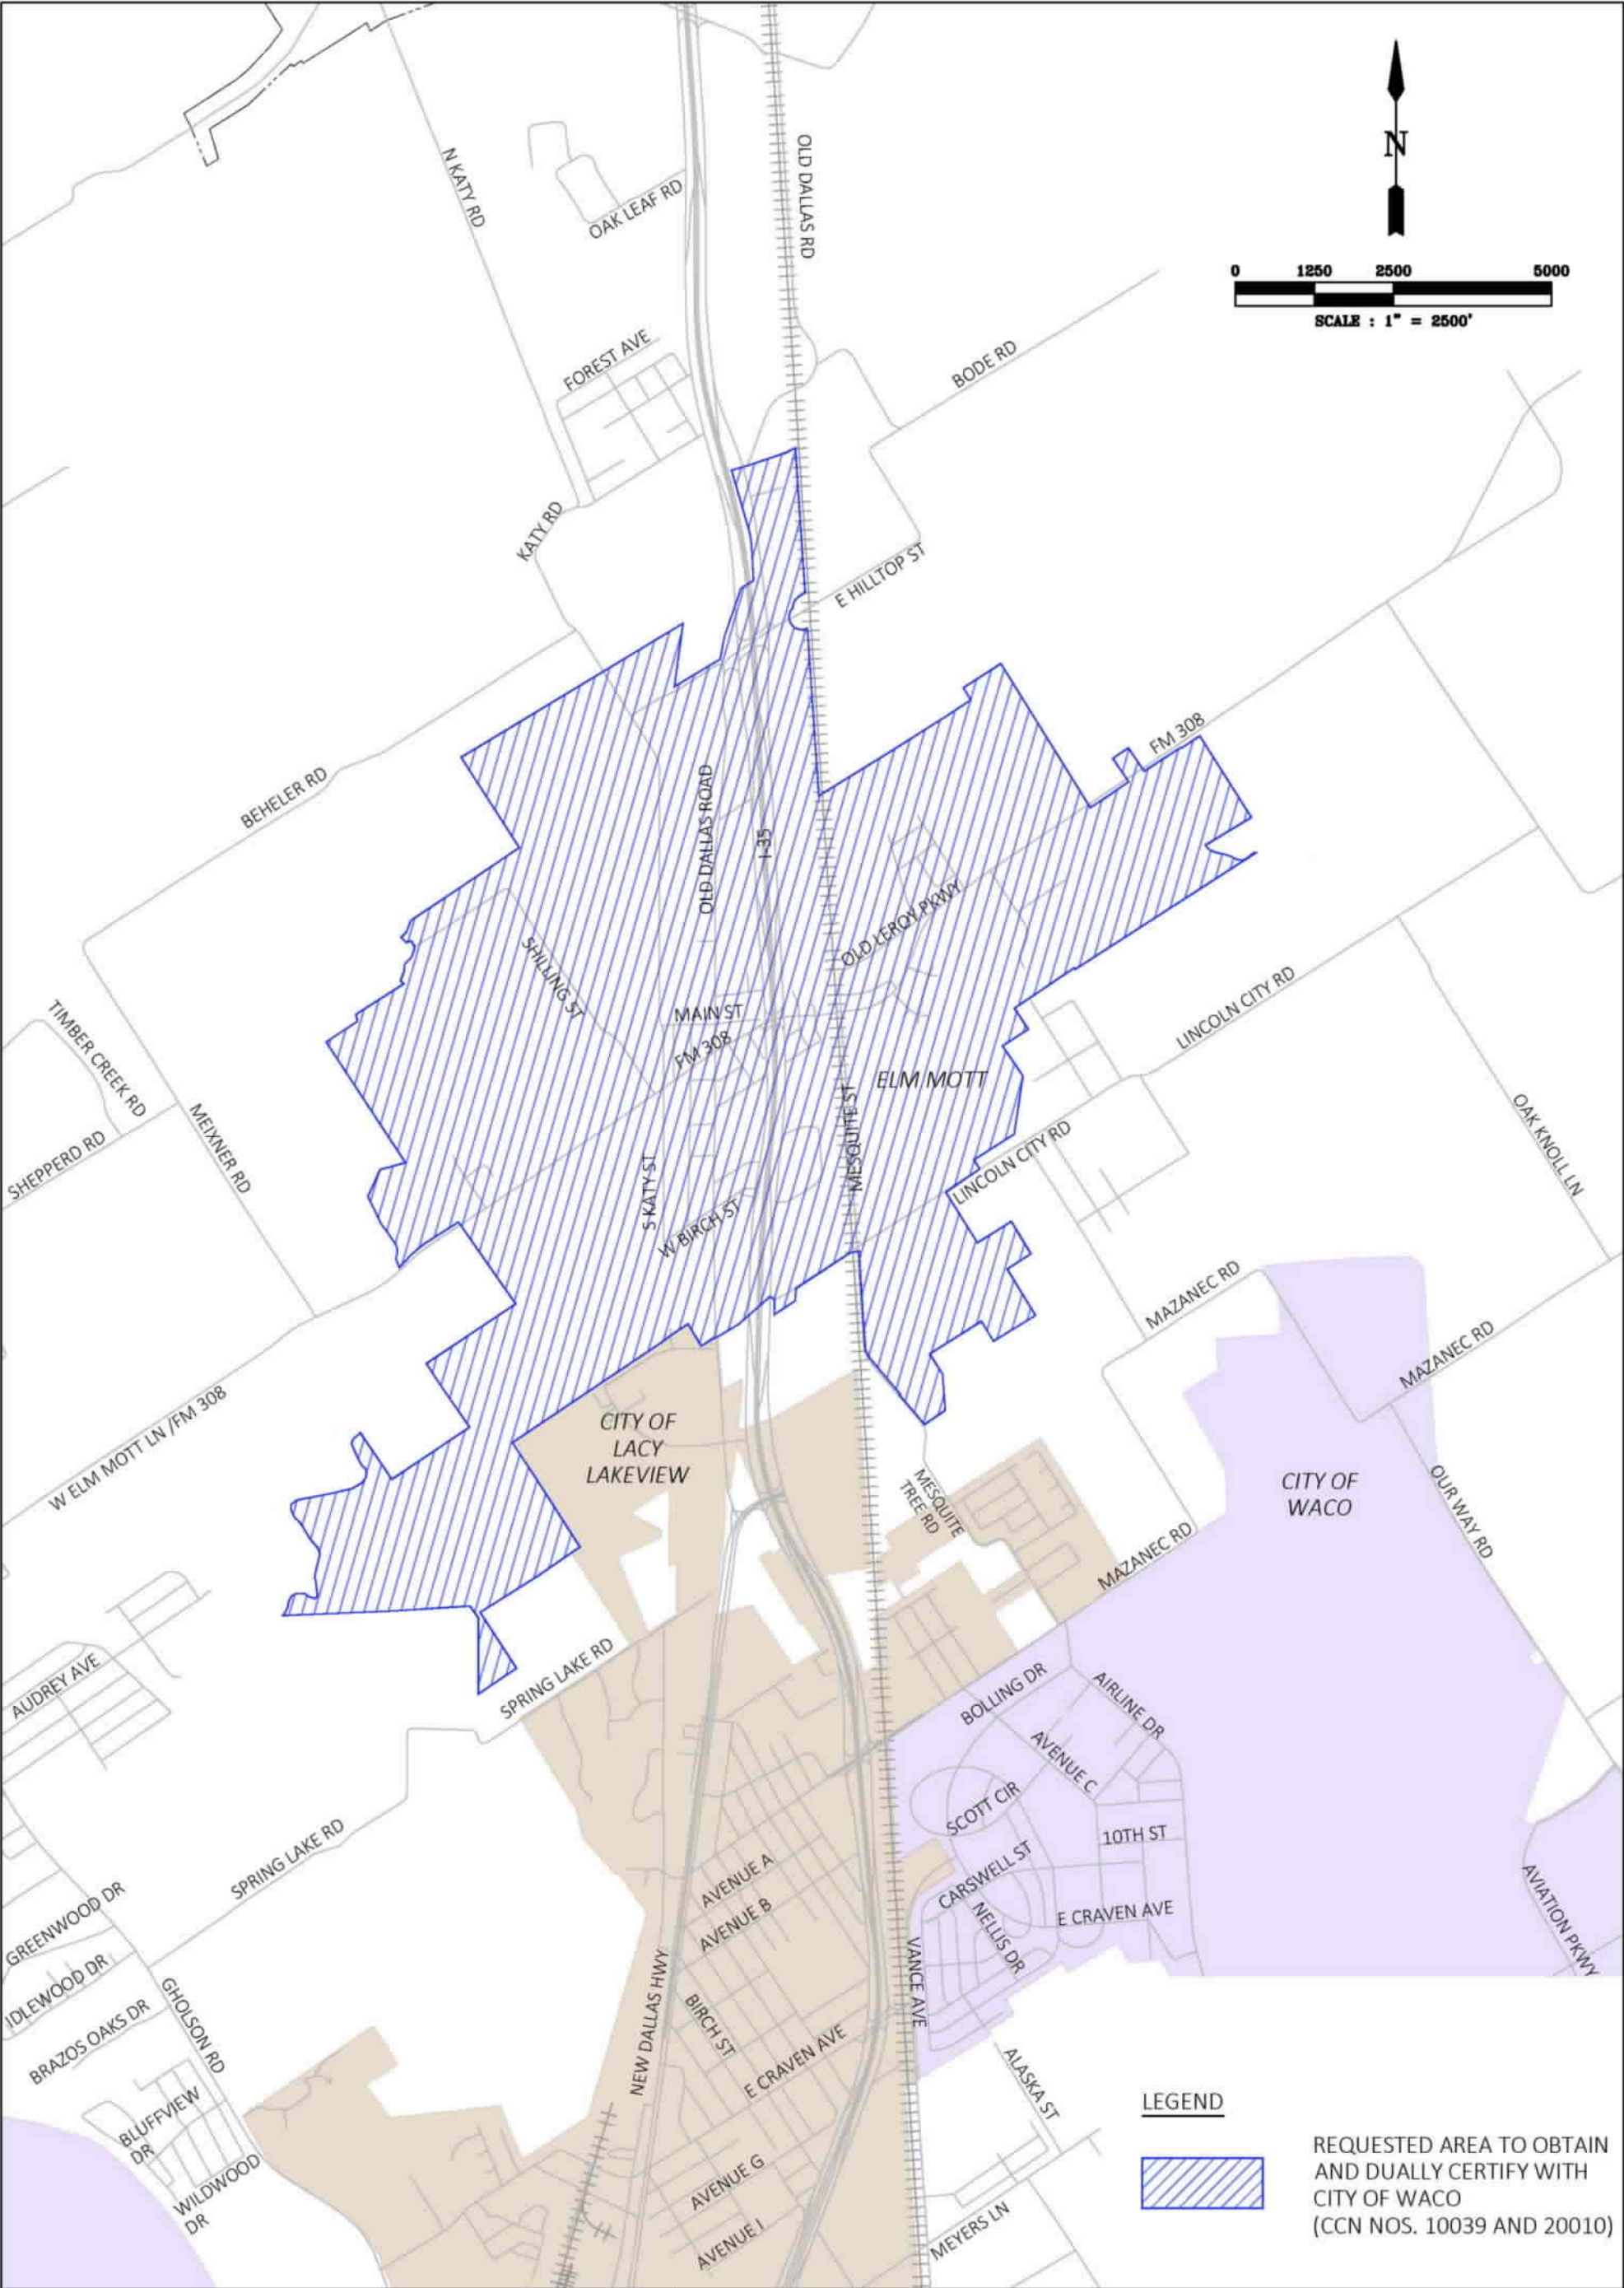 N KATY RD
OLD DALLAS RD
N
OAK LEAF RD
0 1250 2500 5000
SCALE : 1" = 2500'
FOREST AVE
BODE RD
KATY RD
E HILLTOP ST
FM 308
BEHELER RD
OLD DALLAS ROAD
I-35
OLD LEROY PKWY
SHILLING ST
MAIN ST
FM 308
LINCOLN CITY RD
TIMBER CREEK RD
ELM MOTT
MESQUITE ST
SHEPPERD RD
MEIXNER RD
S KATY ST
W BIRCH ST
LINCOLN CITY RD
OAK KNOLL LN
MAZANEC RD
MAZANEC RD
W ELM MOTT LN /FM 308
CITY OF
LACY
LAKEVIEW
CITY OF
WACO
MESQUITE
TREE RD
OUR WAY RD
MAZANEC RD
AUDREY AVE
SPRING LAKE RD
BOLLING DR
AIRLINE DR
AVENUE C
SCOTT CIR
10TH ST
SPRING LAKE RD
AVENUE A
AVENUE B
CARSWELL ST
NELLIS DR
E CRAVEN AVE
AVIATION PKWY
GREENWOOD DR
IDLEWOOD DR
BRAZOS OAKS DR
GHOLSON RD
NEW DALLAS HWY
VANCE AVE
BIRCH ST
E CRAVEN AVE
ALASKA ST
BLUFFVIEW
DR
WILDWOOD
DR
AVENUE G
AVENUE I
MEYERS LN
LEGEND
REQUESTED AREA TO OBTAIN
AND DUALLY CERTIFY WITH
CITY OF WACO
(CCN NOS. 10039 AND 20010)